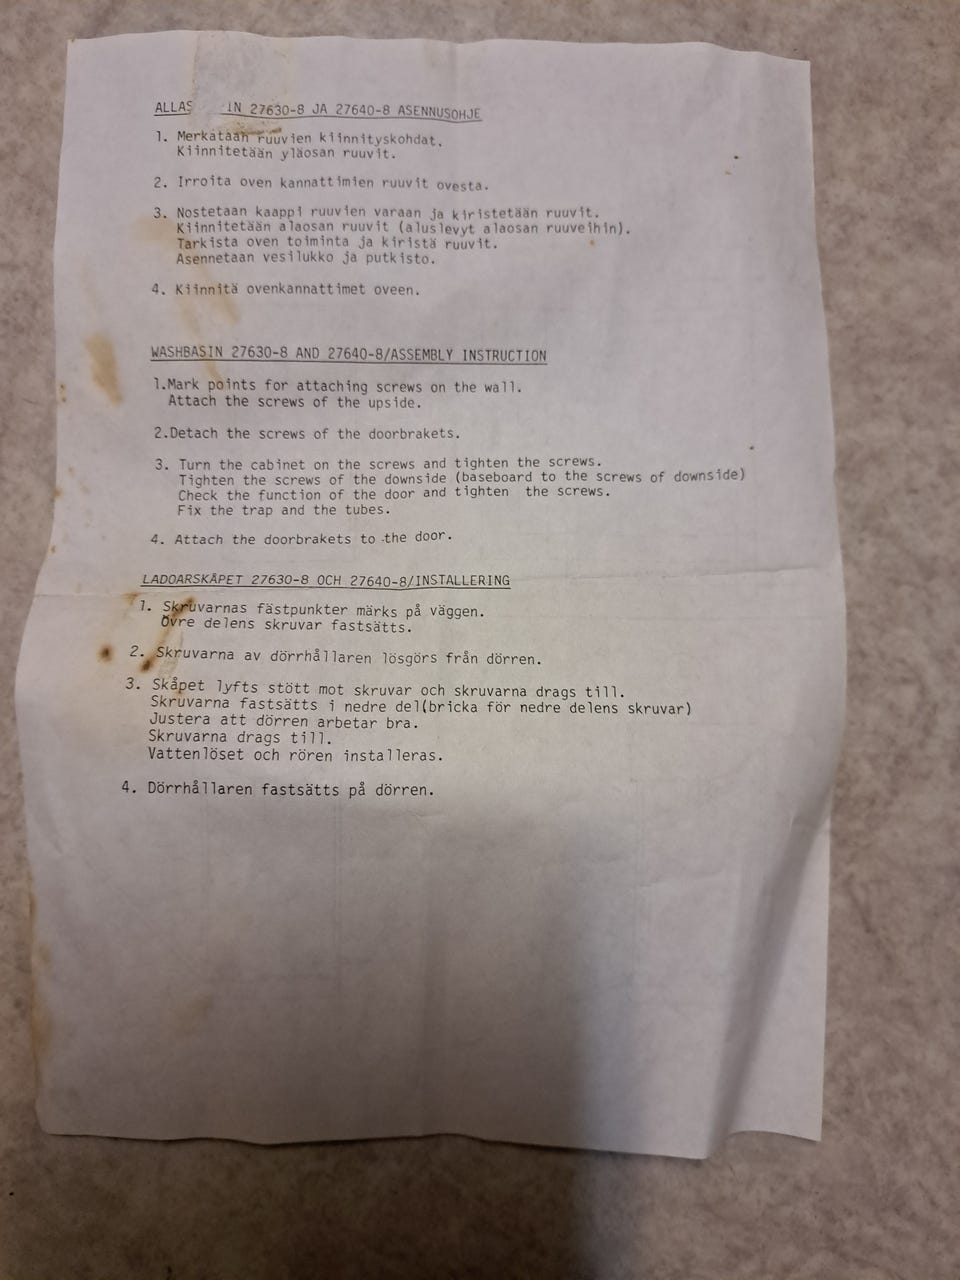 ALLAS IN 27630-8 JA 27640-8 ASENNUSOHJE
1. Merkataan ruuvien kiinnityskohdat.
Kiinnitetään yläosan ruuvit.
2. Irroita oven kannattimien ruuvit ovesta.
3. Nostetaan kaappi ruuvien varaan ja kiristetään ruuvit.
Kiinnitetään alaosan ruuvit (aluslevyt alaosan ruuveihin).
Tarkista oven toiminta ja kiristä ruuvit.
Asennetaan vesilukko ja putkisto.
4. Kiinnitä ovenkannattimet oveen.
WASHBASIN 27630-8 AND 27640-8/ASSEMBLY INSTRUCTION
1.Mark points for attaching screws on the wall.
Attach the screws of the upside.
2.Detach the screws of the doorbrakets.
3. Turn the cabinet on the screws and tighten the screws.
Tighten the screws of the downside (baseboard to the screws of downside)
Check the function of the door and tighten the screws.
Fix the trap and the tubes.
4. Attach the doorbrakets to the door.
LADOARSKÅPET 27630-8 OCH 27640-8/INSTALLERING
1. Skruvarnas fästpunkter märks på väggen.
Övre delens skruvar fastsätts.
2. Skruvarna av dörrhållaren lösgörs från dörren.
3. Skåpet lyfts stött mot skruvar och skruvarna drags till.
Skruvarna fastsätts i nedre del(bricka för nedre delens skruvar)
Justera att dörren arbetar bra.
Skruvarna drags till.
Vattenlöset och rören installeras.
4. Dörrhållaren fastsätts på dörren.